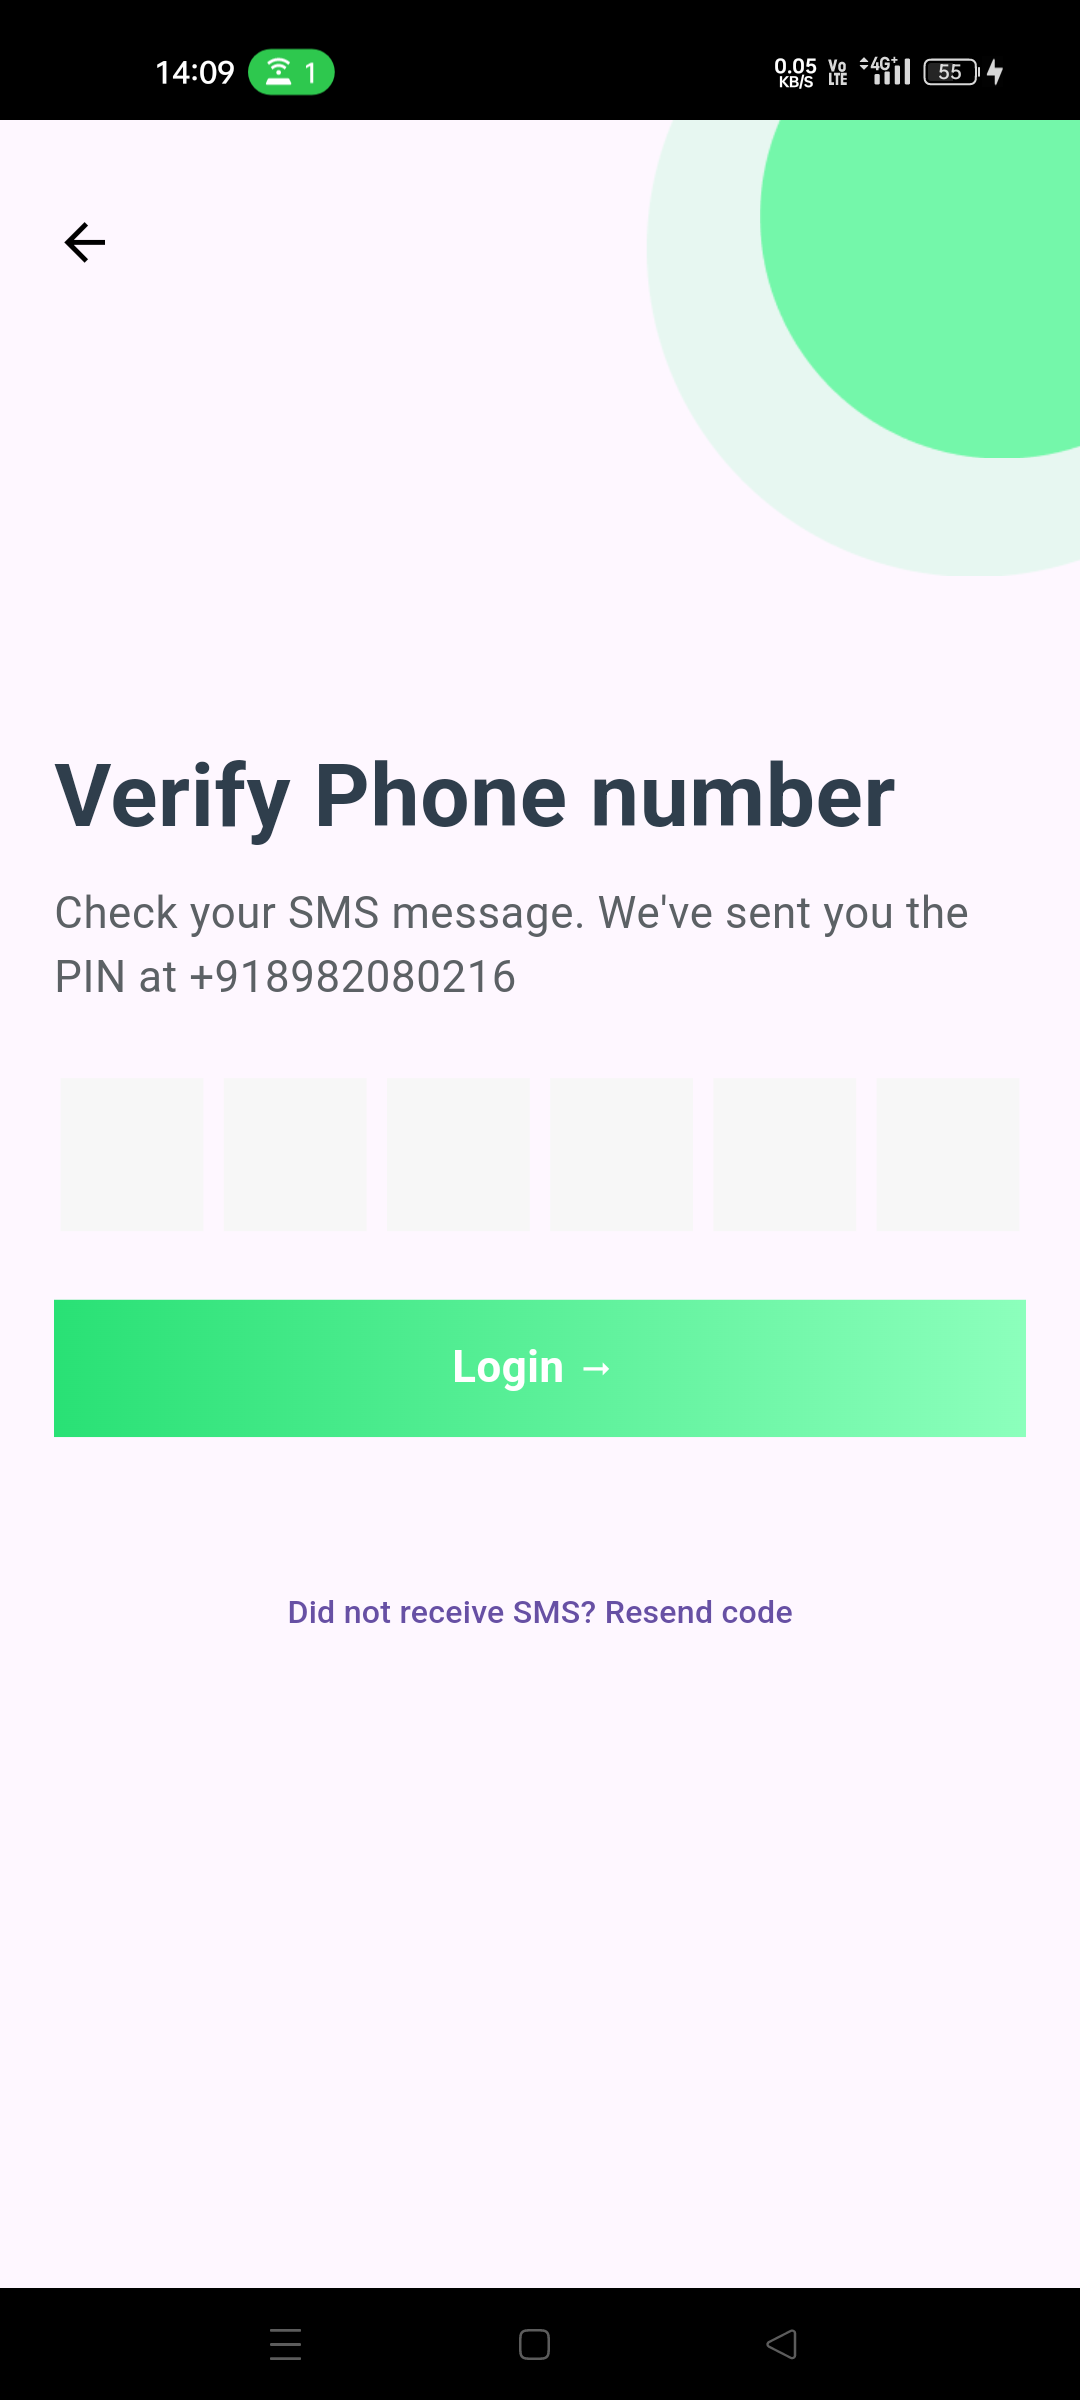 14:09 1 0.05 KB/S Vo LTE 4G+ 55
Verify Phone number
Check your SMS message. We've sent you the
PIN at +918982080216
Login →
Did not receive SMS? Resend code